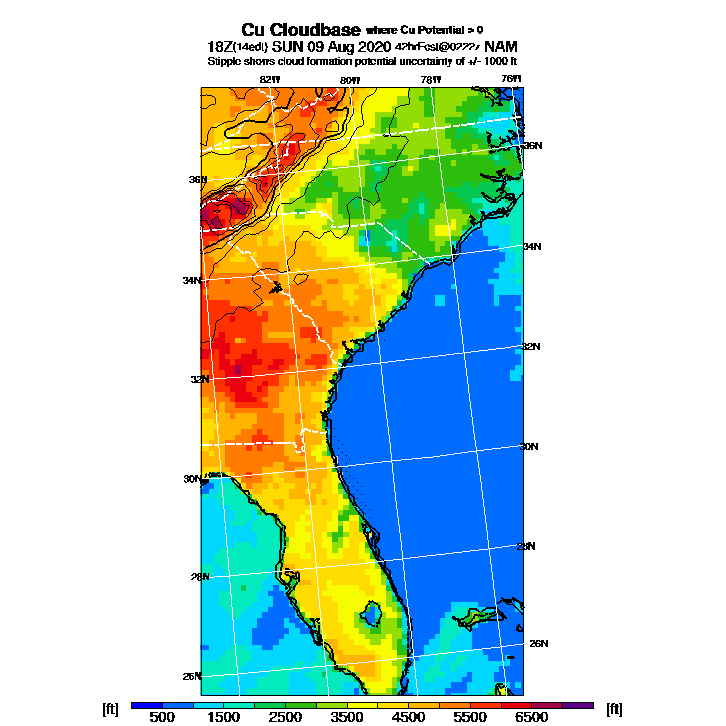 Cu Cloudbase where Cu Potential > 0
18Z(14edt) SUN 09 Aug 2020 42hrFcst@0222z NAM
Stipple shows cloud formation potential uncertainty of +/- 1000 ft
82W 80W 78W 76W
36N
36N
34N
34N
32N
32N
30N
30N
28N
28N
26N
26N
[ft] 500 1500 2500 3500 4500 5500 6500 [ft]